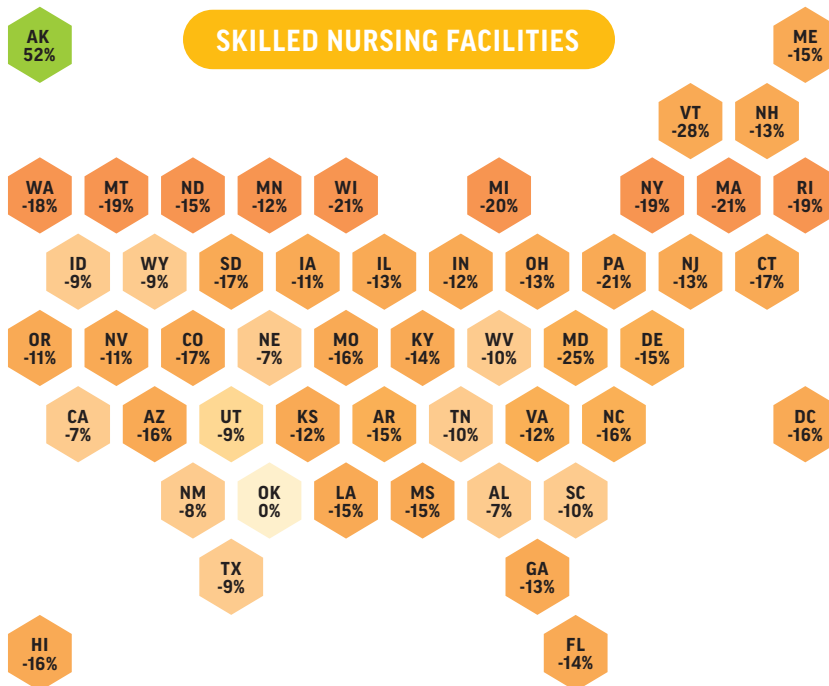 AK
52%
SKILLED NURSING FACILITIES
ME
-15%
VT
-28%
NH
-13%
WA
-18%
MT
-19%
ND
-15%
MN
-12%
WI
-21%
MI
-20%
NY
-19%
MA
-21%
RI
-19%
ID
-9%
WY
-9%
SD
-17%
IA
-11%
IL
-13%
IN
-12%
OH
-13%
PA
-21%
NJ
-13%
CT
-17%
OR
-11%
NV
-11%
CO
-17%
NE
-7%
MO
-16%
KY
-14%
WV
-10%
MD
-25%
DE
-15%
CA
-7%
AZ
-16%
UT
-9%
KS
-12%
AR
-15%
TN
-10%
VA
-12%
NC
-16%
DC
-16%
NM
-8%
OK
0%
LA
-15%
MS
-15%
AL
-7%
SC
-10%
TX
-9%
GA
-13%
HI
-16%
FL
-14%